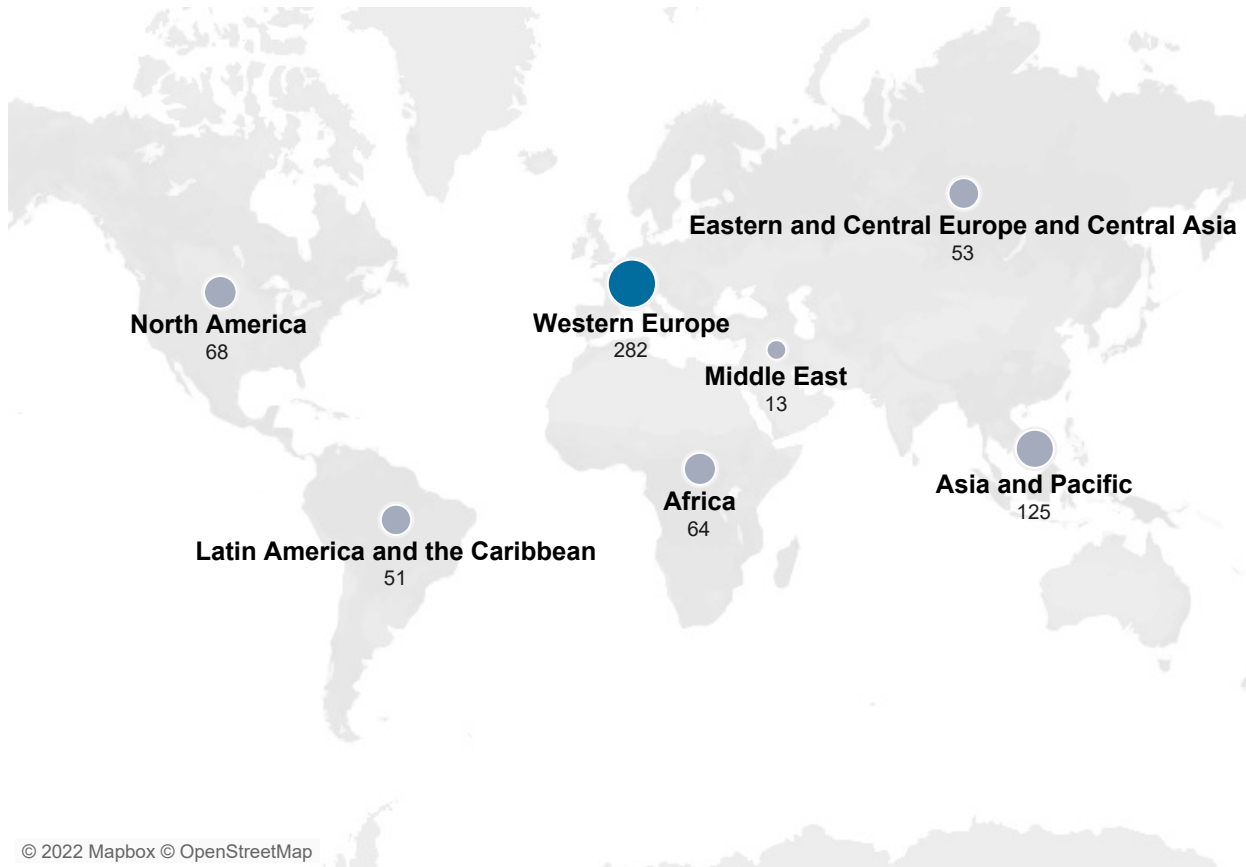 Eastern and Central Europe and Central Asia
53
North America
68
Western Europe
282
Middle East
13
Asia and Pacific
125
Africa
64
Latin America and the Caribbean
51
© 2022 Mapbox © OpenStreetMap